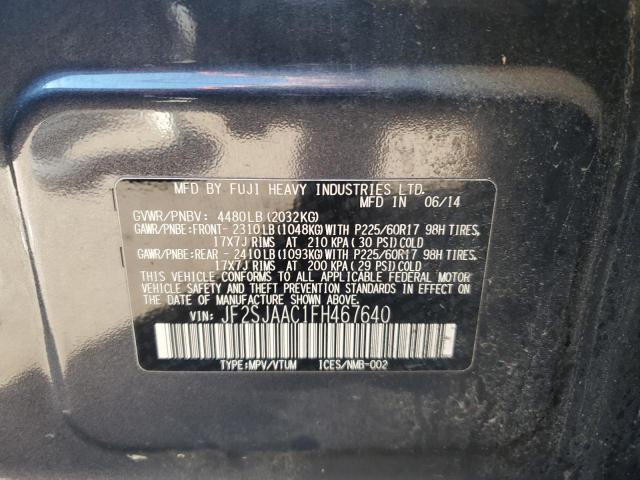 MFD BY FUJI HEAVY INDUSTRIES LTD.
MFD IN 06/14
GVWR/PNBV: 4480LB(2032KG)
GAWR/PNBE:FRONT- 2310LB(1048KG)WITH P225/60R17 98H TIRES,
17X7J RIMS AT 210 KPA(30 PSI)COLD
GAWR/PNBE:REAR - 2410LB(1093KG)WITH P225/60R17 98H TIRES,
17X7J RIMS AT 200 KPA(29 PSI)COLD
THIS VEHICLE CONFORMS TO ALL APPLICABLE FEDERAL MOTOR
VEHICLE SAFETY AND THEFT PREVENTION STANDARDS IN EFFECT
ON THE DATE OF MANUFACTURE SHOWN ABOVE.
VIN: JF2SJAAC1FH467640
TYPE:MPV/VTUM ICES/NMB-002